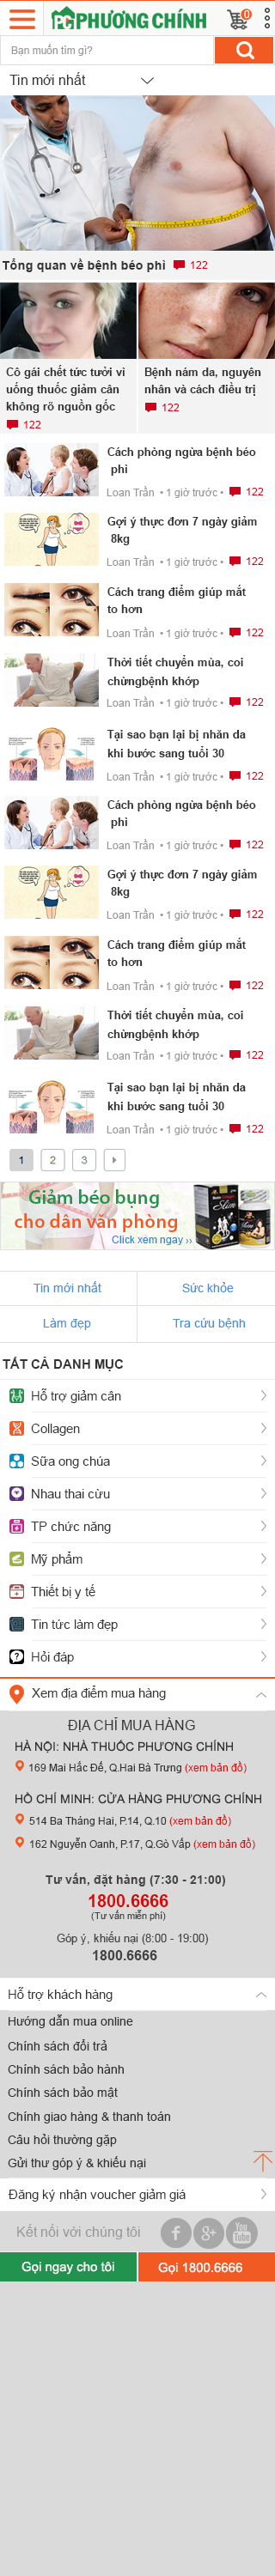 PC PHƯƠNG CHÍNH
0
Bạn muốn tìm gì?
Tin mới nhất
Tổng quan về bệnh béo phì 122
Cô gái chết tức tưởi vì
uống thuốc giảm cân
không rõ nguồn gốc
122
Bệnh nám da, nguyên
nhân và cách điều trị
122
Cách phòng ngừa bệnh béo
phì
Loan Trần • 1 giờ trước • 122
Gợi ý thực đơn 7 ngày giảm
8kg
Loan Trần • 1 giờ trước • 122
Cách trang điểm giúp mắt
to hơn
Loan Trần • 1 giờ trước • 122
Thời tiết chuyển mùa, coi
chừngbệnh khớp
Loan Trần • 1 giờ trước • 122
Tại sao bạn lại bị nhăn da
khi bước sang tuổi 30
Loan Trần • 1 giờ trước • 122
Cách phòng ngừa bệnh béo
phì
Loan Trần • 1 giờ trước • 122
Gợi ý thực đơn 7 ngày giảm
8kg
Loan Trần • 1 giờ trước • 122
Cách trang điểm giúp mắt
to hơn
Loan Trần • 1 giờ trước • 122
Thời tiết chuyển mùa, coi
chừngbệnh khớp
Loan Trần • 1 giờ trước • 122
Tại sao bạn lại bị nhăn da
khi bước sang tuổi 30
Loan Trần • 1 giờ trước • 122
1 2 3
Giảm béo bụng
cho dân văn phòng
Click xem ngay ››
Slim
Tin mới nhất Sức khỏe
Làm đẹp Tra cứu bệnh
TẤT CẢ DANH MỤC
Hỗ trợ giảm cân
Collagen
Sữa ong chúa
Nhau thai cừu
TP chức năng
Mỹ phẩm
Thiết bị y tế
Tin tức làm đẹp
Hỏi đáp
Xem địa điểm mua hàng
ĐỊA CHỈ MUA HÀNG
HÀ NỘI: NHÀ THUỐC PHƯƠNG CHÍNH
169 Mai Hắc Đế, Q.Hai Bà Trưng (xem bản đồ)
HỒ CHÍ MINH: CỬA HÀNG PHƯƠNG CHÍNH
514 Ba Tháng Hai, P.14, Q.10 (xem bản đồ)
162 Nguyễn Oanh, P.17, Q.Gò Vấp (xem bản đồ)
Tư vấn, đặt hàng (7:30 - 21:00)
1800.6666
(Tư vấn miễn phí)
Góp ý, khiếu nại (8:00 - 19:00)
1800.6666
Hỗ trợ khách hàng
Hướng dẫn mua online
Chính sách đổi trả
Chính sách bảo hành
Chính sách bảo mật
Chính giao hàng & thanh toán
Câu hỏi thường gặp
Gửi thư góp ý & khiếu nại
Đăng ký nhận voucher giảm giá
Kết nối với chúng tôi f g+ You Tube
Gọi ngay cho tôi Gọi 1800.6666